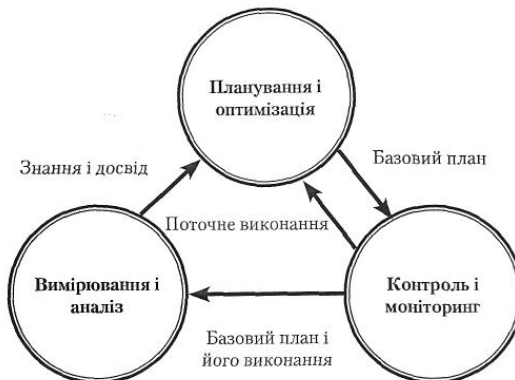 Планування і
оптимізація
Знання і досвід
Базовий план
Поточне виконання
Вимірювання і
аналіз
Контроль і
моніторинг
Базовий план і
його виконання